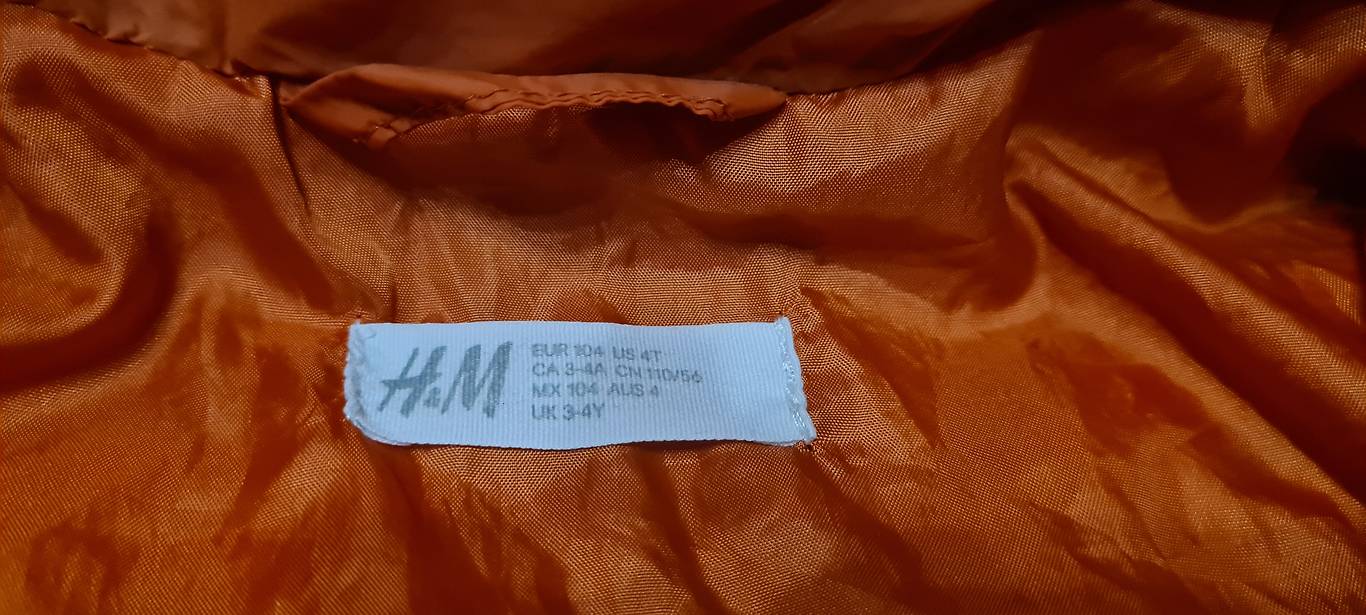 H&M
EUR 104 US 4T
CA 3-4A CN 110/56
MX 104 AUS 4
UK 3-4Y